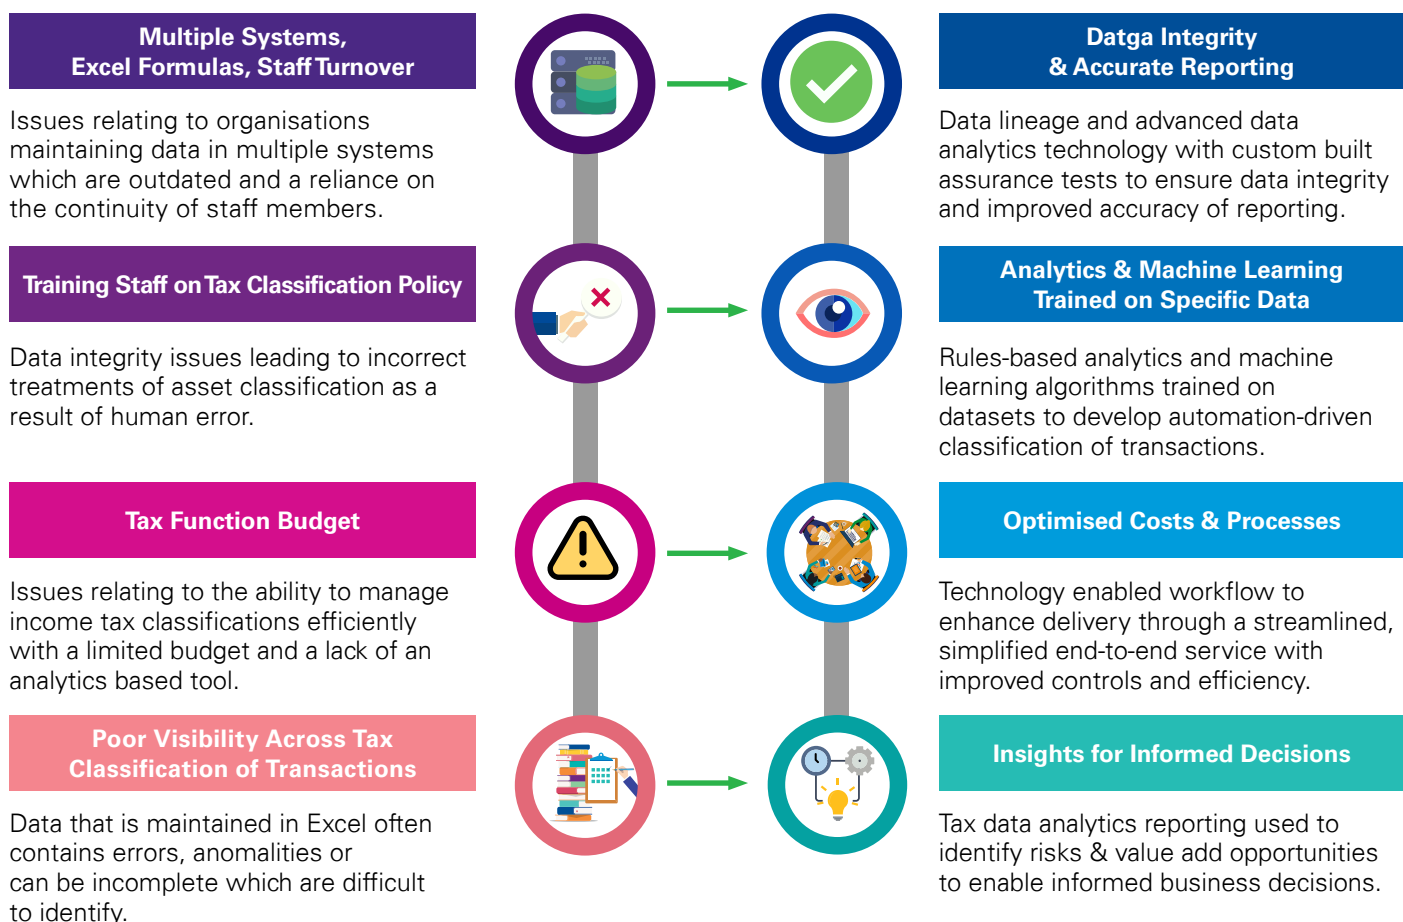 Multiple Systems,
Excel Formulas, Staff Turnover
Issues relating to organisations
maintaining data in multiple systems
which are outdated and a reliance on
the continuity of staff members.
Datga Integrity
& Accurate Reporting
Data lineage and advanced data
analytics technology with custom built
assurance tests to ensure data integrity
and improved accuracy of reporting.
Training Staff on Tax Classification Policy
Data integrity issues leading to incorrect
treatments of asset classification as a
result of human error.
Analytics & Machine Learning
Trained on Specific Data
Rules-based analytics and machine
learning algorithms trained on
datasets to develop automation-driven
classification of transactions.
Tax Function Budget
Issues relating to the ability to manage
income tax classifications efficiently
with a limited budget and a lack of an
analytics based tool.
Optimised Costs & Processes
Technology enabled workflow to
enhance delivery through a streamlined,
simplified end-to-end service with
improved controls and efficiency.
Poor Visibility Across Tax
Classification of Transactions
Data that is maintained in Excel often
contains errors, anomalities or
can be incomplete which are difficult
to identify.
Insights for Informed Decisions
Tax data analytics reporting used to
identify risks & value add opportunities
to enable informed business decisions.